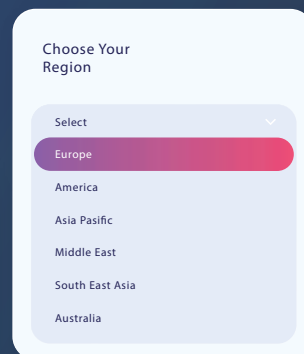 Choose Your
Region
Select
Europe
America
Asia Pasific
Middle East
South East Asia
Australia